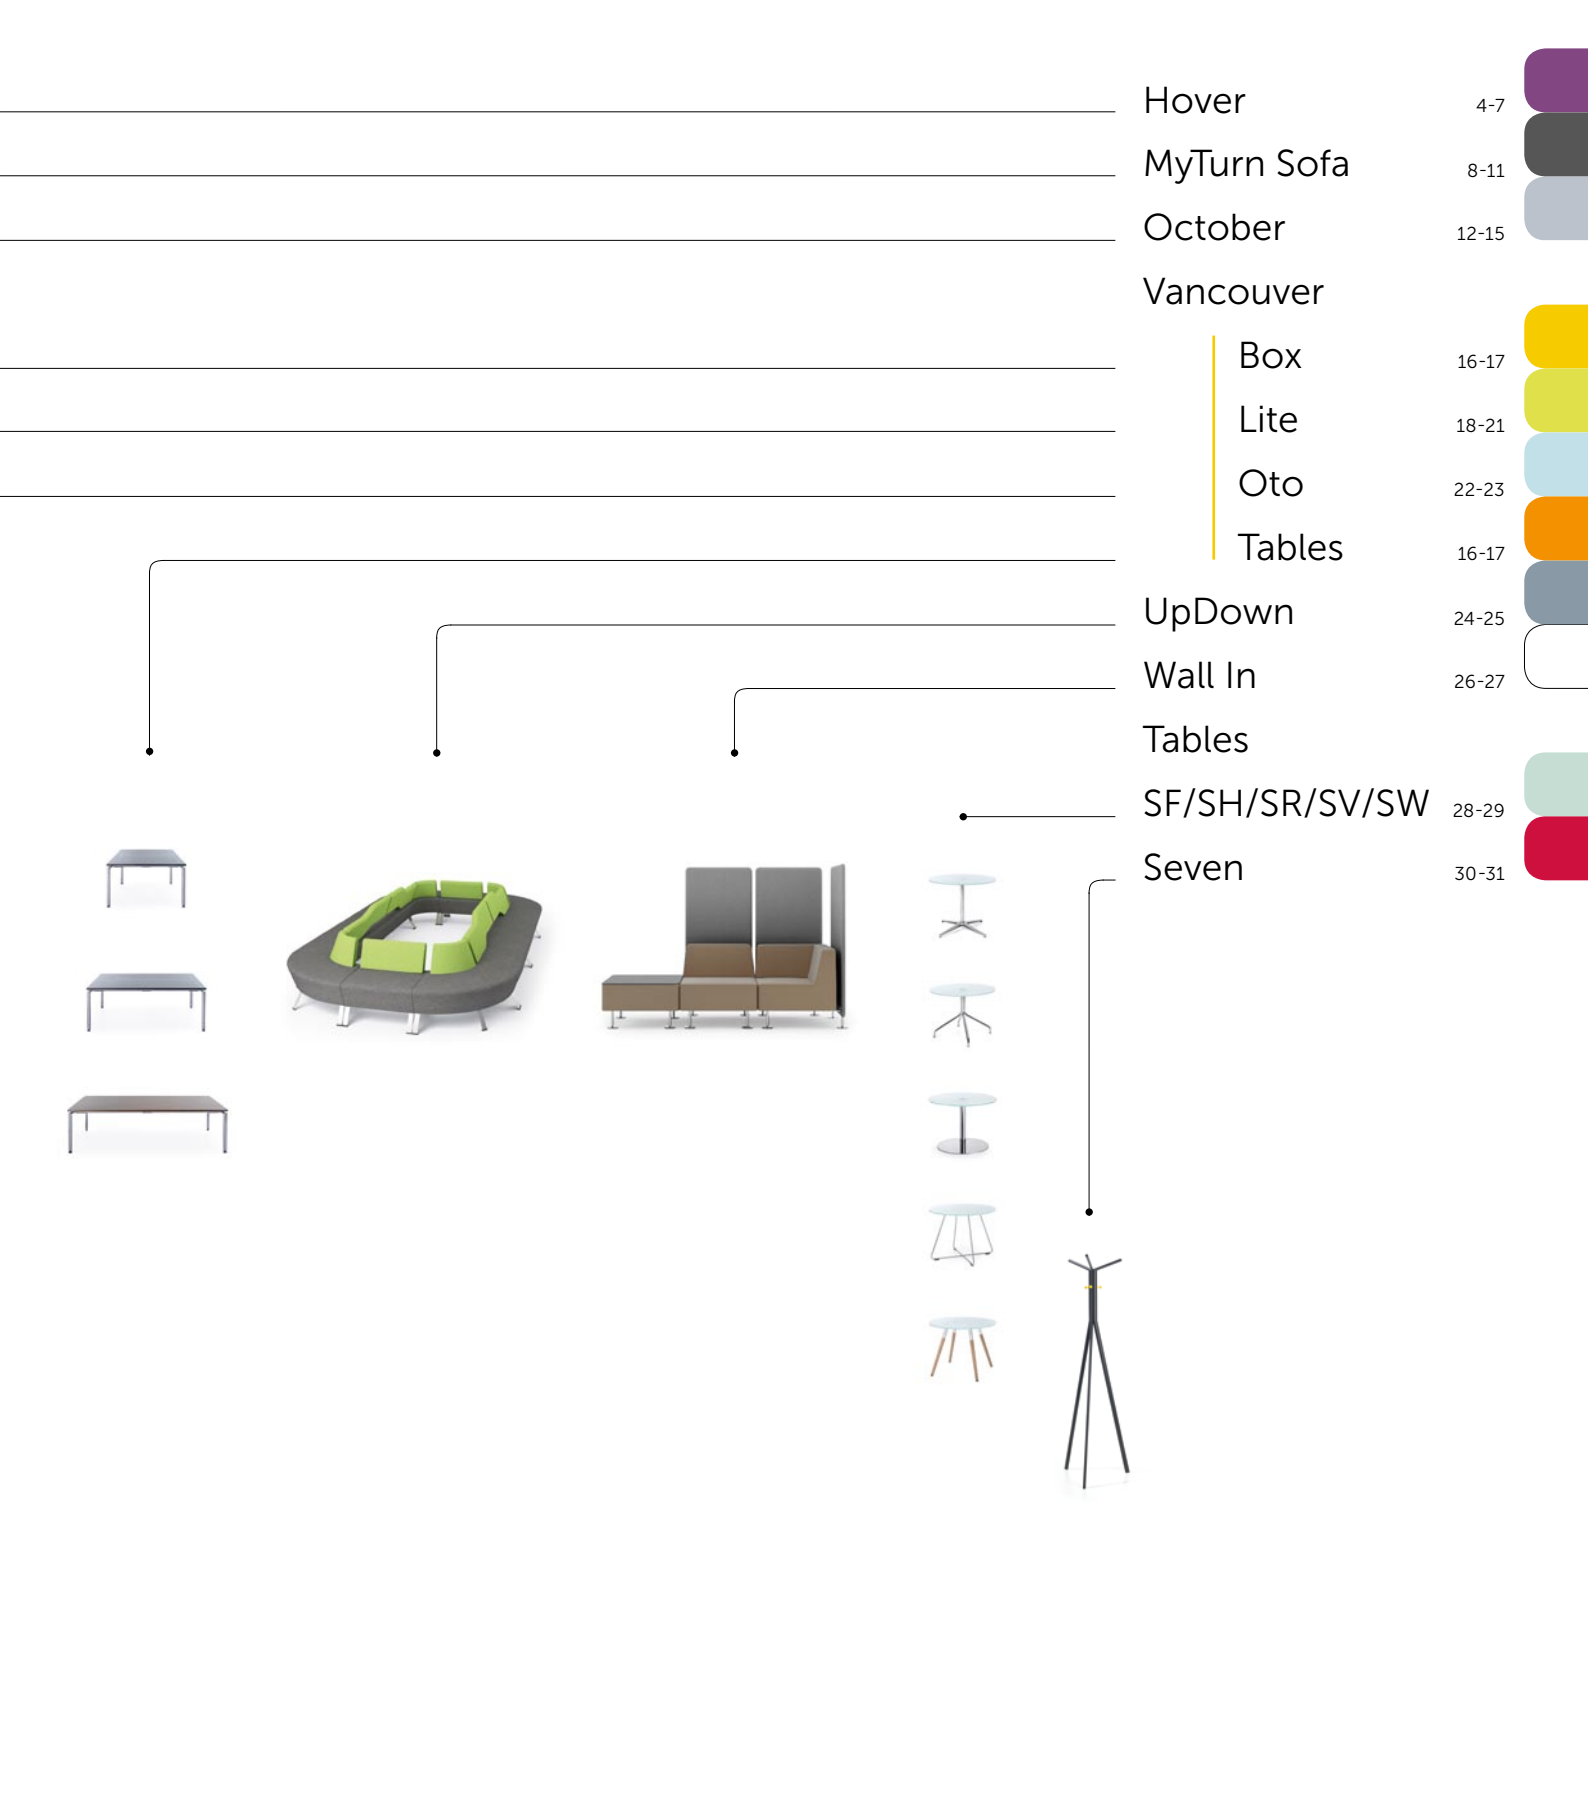 Hover 4-7
MyTurn Sofa 8-11
October 12-15
Vancouver
Box 16-17
Lite 18-21
Oto 22-23
Tables 16-17
UpDown 24-25
Wall In 26-27
Tables
SF/SH/SR/SV/SW 28-29
Seven 30-31